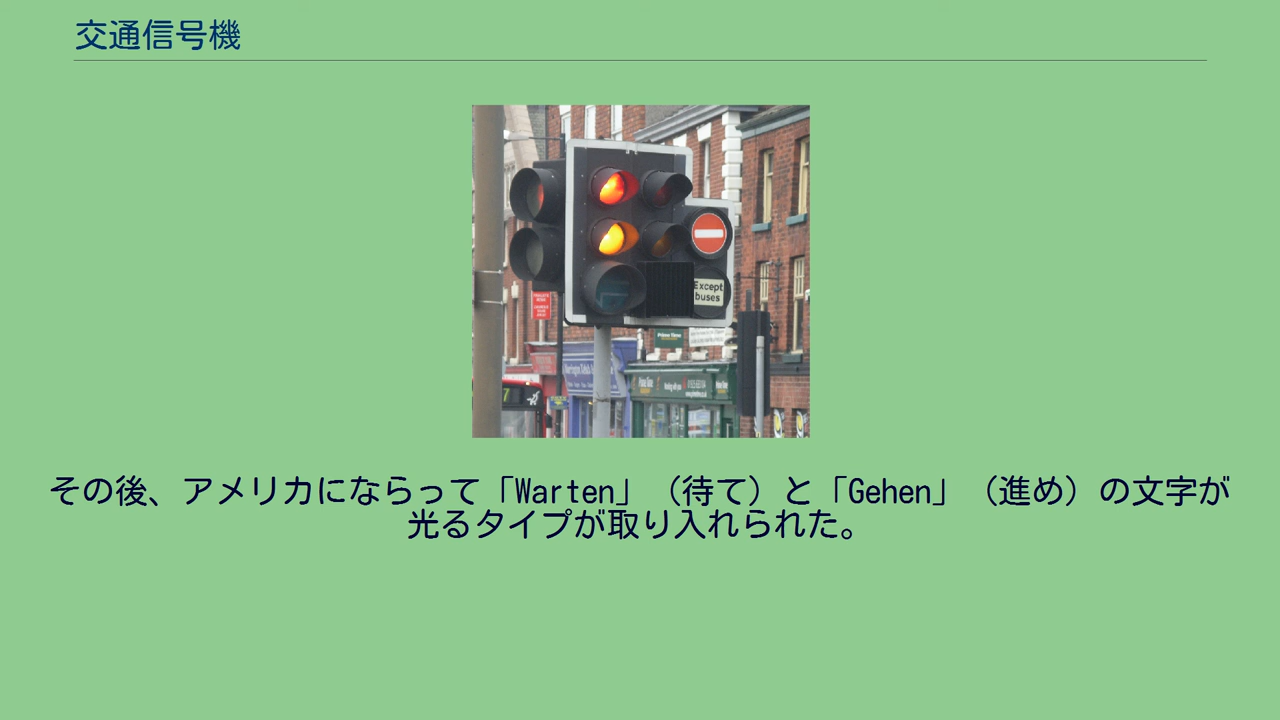 交通信号機
Except
buses
その後、アメリカにならって「Warten」（待て）と「Gehen」（進め）の文字が
光るタイプが取り入れられた。